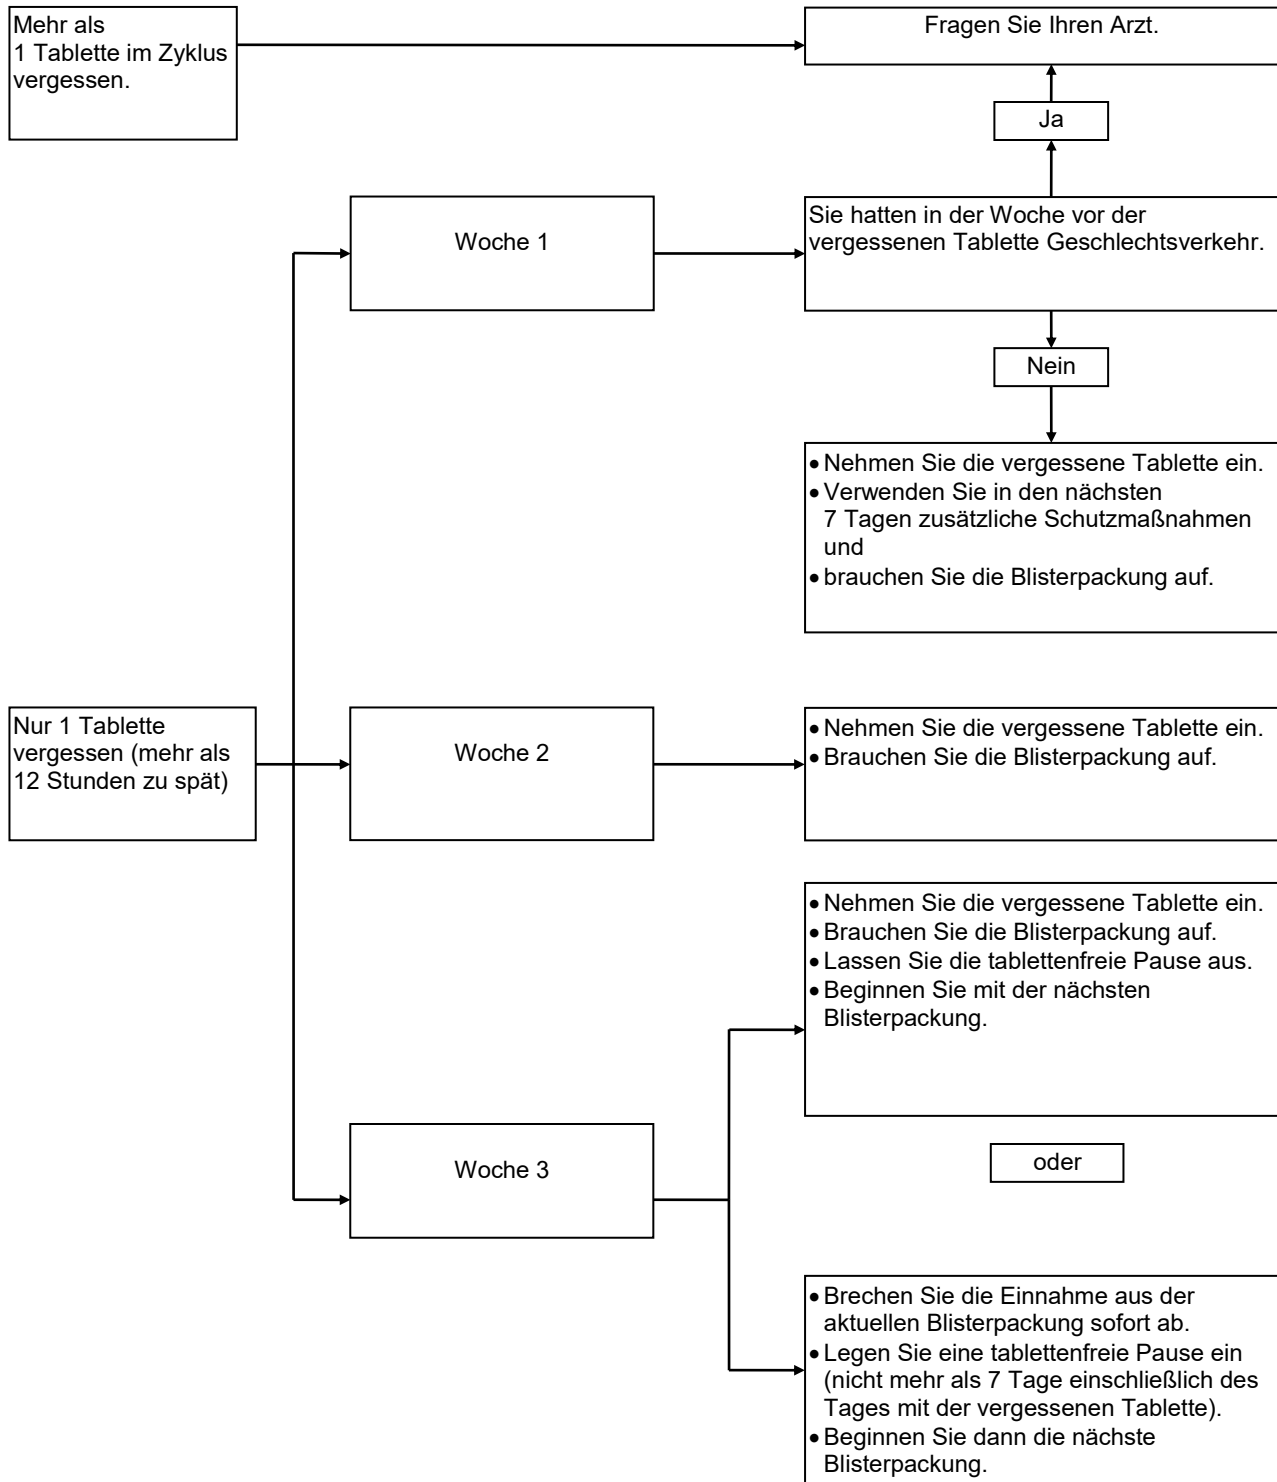 Mehr als
1 Tablette im Zyklus
vergessen.
Fragen Sie Ihren Arzt.
Ja
Woche 1
Sie hatten in der Woche vor der
vergessenen Tablette Geschlechtsverkehr.
Nein
• Nehmen Sie die vergessene Tablette ein.
• Verwenden Sie in den nächsten
7 Tagen zusätzliche Schutzmaßnahmen
und
• brauchen Sie die Blisterpackung auf.
Nur 1 Tablette
vergessen (mehr als
12 Stunden zu spät)
Woche 2
• Nehmen Sie die vergessene Tablette ein.
• Brauchen Sie die Blisterpackung auf.
Woche 3
• Nehmen Sie die vergessene Tablette ein.
• Brauchen Sie die Blisterpackung auf.
• Lassen Sie die tablettenfreie Pause aus.
• Beginnen Sie mit der nächsten
Blisterpackung.
oder
• Brechen Sie die Einnahme aus der
aktuellen Blisterpackung sofort ab.
• Legen Sie eine tablettenfreie Pause ein
(nicht mehr als 7 Tage einschließlich des
Tages mit der vergessenen Tablette).
• Beginnen Sie dann die nächste
Blisterpackung.